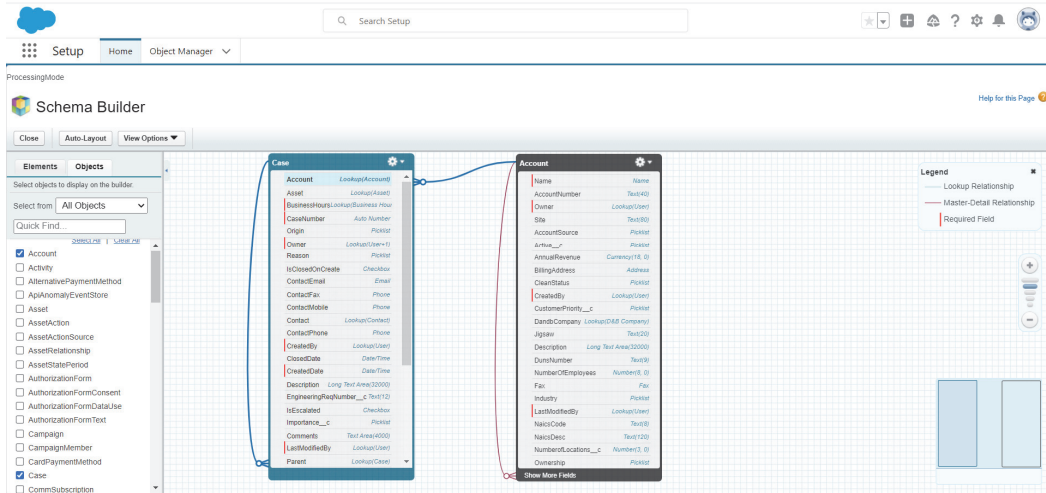 Search Setup
Setup
Home
Object Manager
ProcessingMode
Schema Builder
Help for this Page
Close
Auto-Layout
View Options
Elements
Objects
Select objects to display on the builder.
Select from
All Objects
Quick Find...
Select All | Clear All
Account
Activity
AlternativePaymentMethod
ApiAnomalyEventStore
Asset
AssetAction
AssetActionSource
AssetRelationship
AssetStatePeriod
AuthorizationForm
AuthorizationFormConsent
AuthorizationFormDataUse
AuthorizationFormText
Campaign
CampaignMember
CardPaymentMethod
Case
CommSubscription
Case
Account Lookup(Account)
Asset Lookup(Asset)
BusinessHours Lookup(Business Hour
CaseNumber Auto Number
Origin Picklist
Owner Lookup(User+1)
Reason Picklist
IsClosedOnCreate Checkbox
ContactEmail Email
ContactFax Phone
ContactMobile Phone
Contact Lookup(Contact)
ContactPhone Phone
CreatedBy Lookup(User)
ClosedDate Date/Time
CreatedDate Date/Time
Description Long Text Area(32000)
EngineeringReqNumber__c Text(12)
IsEscalated Checkbox
Importance__c Picklist
Comments Text Area(4000)
LastModifiedBy Lookup(User)
Parent Lookup(Case)
Account
Name Name
AccountNumber Text(40)
Owner Lookup(User)
Site Text(80)
AccountSource Picklist
Active__c Picklist
AnnualRevenue Currency(18, 0)
BillingAddress Address
CleanStatus Picklist
CreatedBy Lookup(User)
CustomerPriority__c Picklist
DandbCompany Lookup(D&B Company)
Jigsaw Text(20)
Description Long Text Area(32000)
DunsNumber Text(9)
NumberOfEmployees Number(8, 0)
Fax Fax
Industry Picklist
LastModifiedBy Lookup(User)
NaicsCode Text(8)
NaicsDesc Text(120)
NumberofLocations__c Number(3, 0)
Ownership Picklist
Show More Fields
Legend
Lookup Relationship
Master-Detail Relationship
Required Field